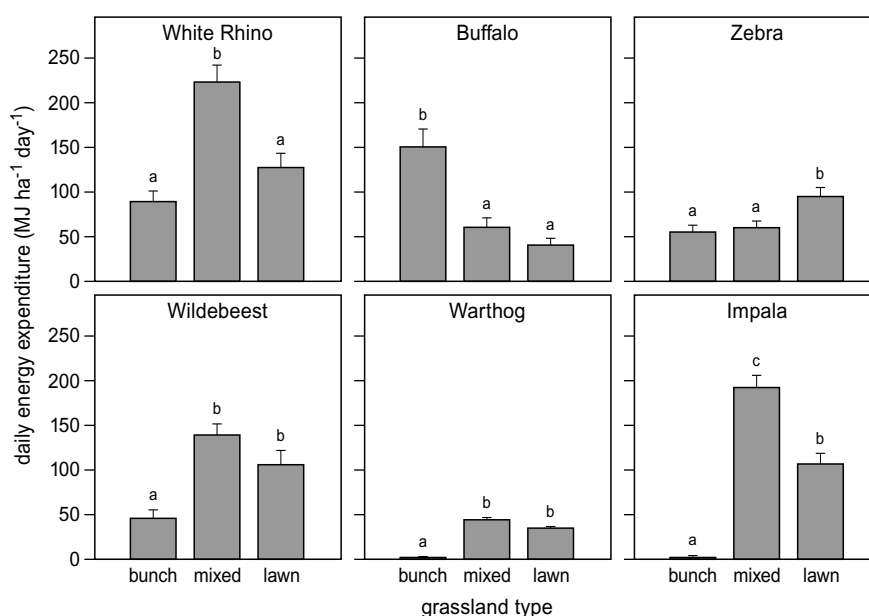 White Rhino
Buffalo
Zebra
250
200
150
100
50
0
a
b
a
b
a
a
a
a
b
Wildebeest
Warthog
Impala
250
200
150
100
50
0
a
b
b
a
b
b
a
c
b
bunch mixed lawn
bunch mixed lawn
bunch mixed lawn
grassland type
daily energy expenditure (MJ ha⁻¹ day⁻¹)